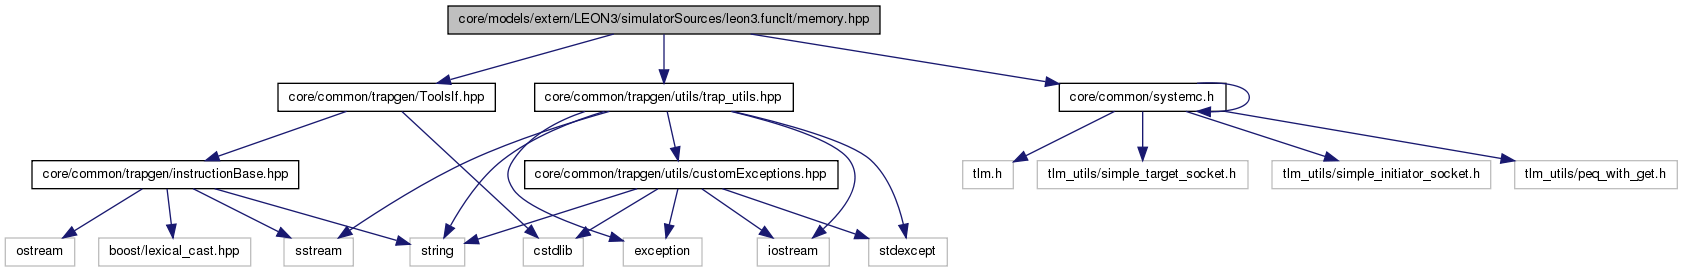 core/models/extern/LEON3/simulatorSources/leon3.funclt/memory.hpp
core/common/trapgen/ToolsIf.hpp
core/common/trapgen/utils/trap_utils.hpp
core/common/systemc.h
core/common/trapgen/instructionBase.hpp
core/common/trapgen/utils/customExceptions.hpp
tlm.h
tlm_utils/simple_target_socket.h
tlm_utils/simple_initiator_socket.h
tlm_utils/peq_with_get.h
ostream
boost/lexical_cast.hpp
sstream
string
cstdlib
exception
iostream
stdexcept